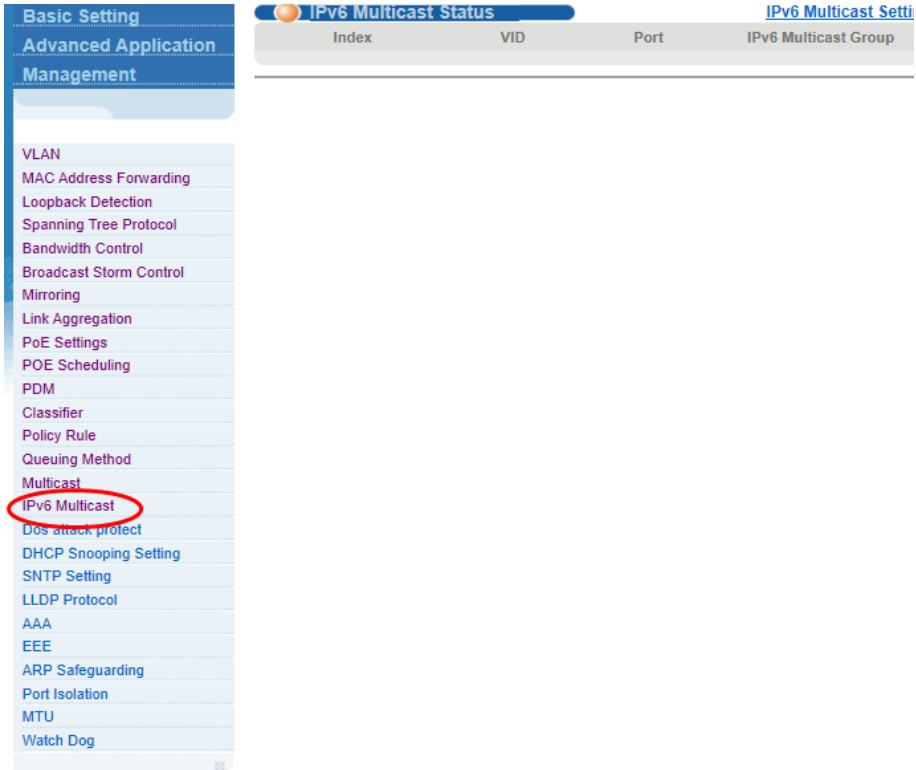 Basic Setting
Advanced Application
Management
VLAN
MAC Address Forwarding
Loopback Detection
Spanning Tree Protocol
Bandwidth Control
Broadcast Storm Control
Mirroring
Link Aggregation
PoE Settings
POE Scheduling
PDM
Classifier
Policy Rule
Queuing Method
Multicast
IPv6 Multicast
Dos attack protect
DHCP Snooping Setting
SNTP Setting
LLDP Protocol
AAA
EEE
ARP Safeguarding
Port Isolation
MTU
Watch Dog
IPv6 Multicast Status
IPv6 Multicast
Index VID Port IPv6 Multicast Group